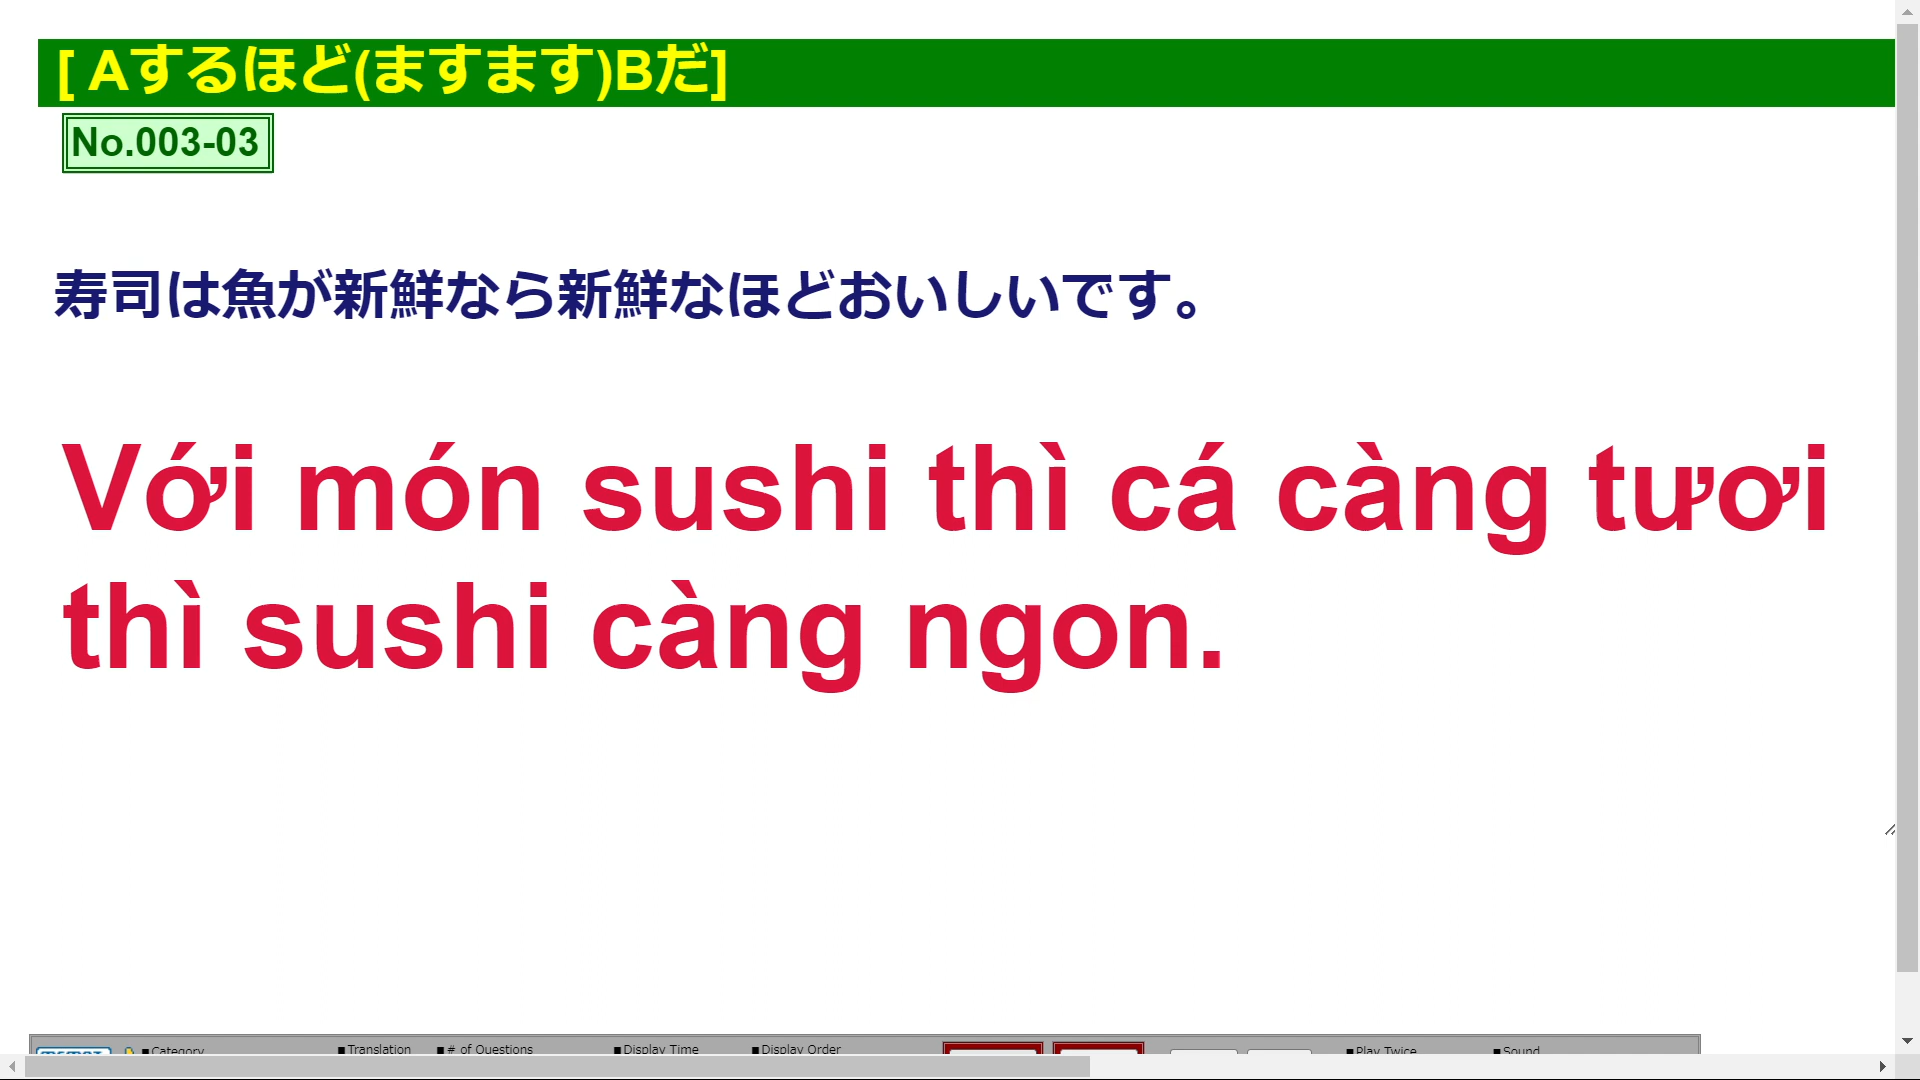 [ Aするほど(ますます)Bだ]
No.003-03
寿司は魚が新鮮なら新鮮なほどおいしいです。
Với món sushi thì cá càng tươi
thì sushi càng ngon.
■Category ■Translation ■# of Questions ■Display Time ■Display Order ■Play Twice ■Sound